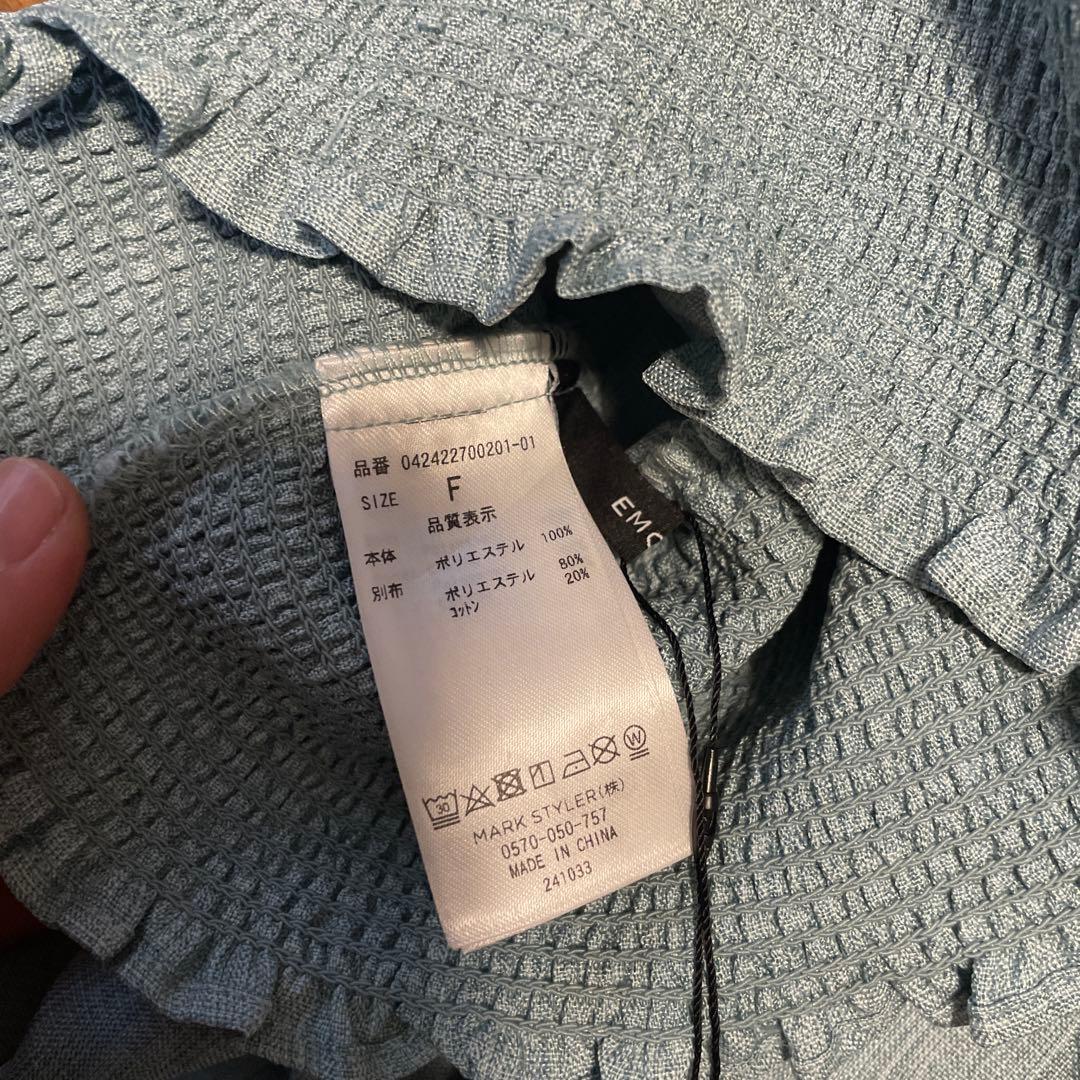 品番 042422700201-01
SIZE F
品質表示
本体 ポリエステル 100%
別布 ポリエステル 80%
コットン 20%
30 W
MARK STYLER(株)
0570-050-757
MADE IN CHINA
241033